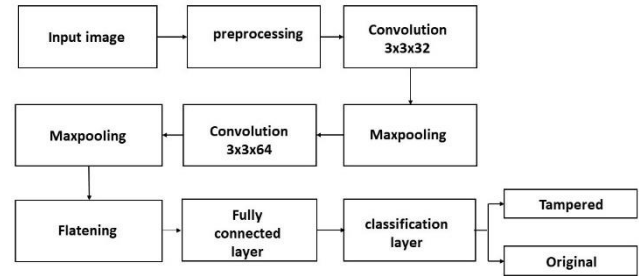 Input image
preprocessing
Convolution
3x3x32
Maxpooling
Convolution
3x3x64
Maxpooling
Flatening
Fully
connected
layer
classification
layer
Tampered
Original